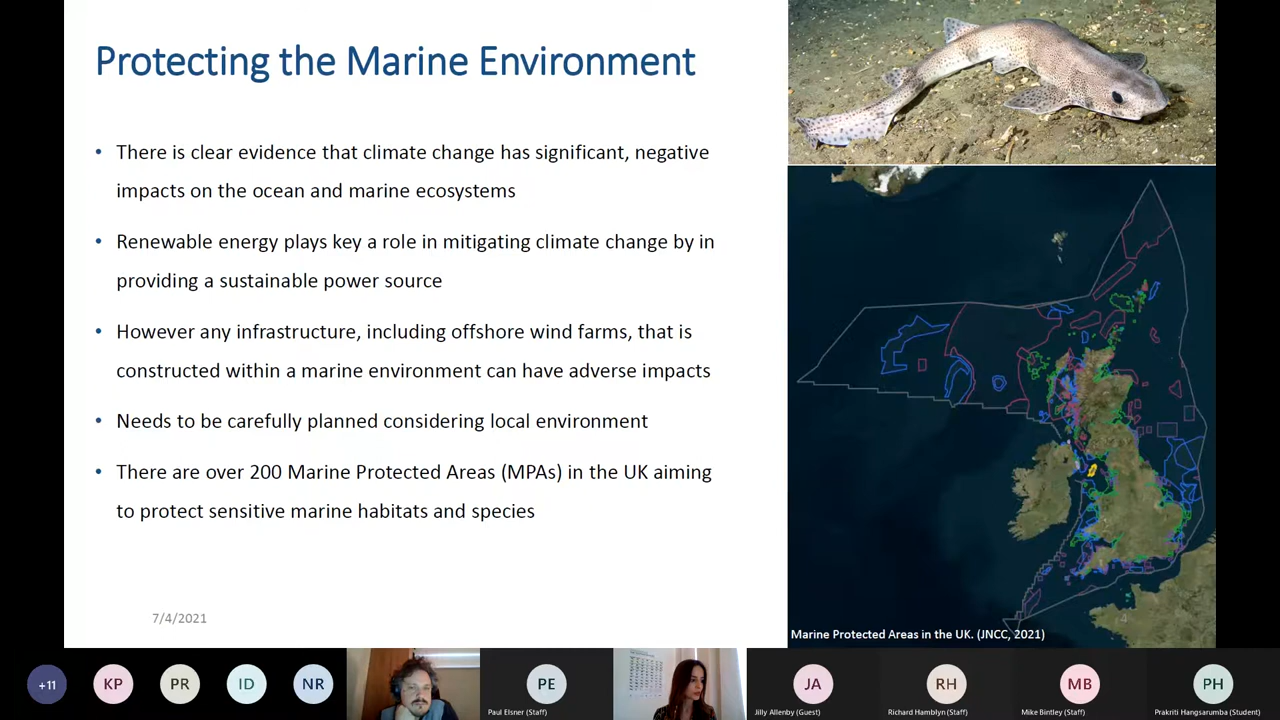 Protecting the Marine Environment
• There is clear evidence that climate change has significant, negative
impacts on the ocean and marine ecosystems
• Renewable energy plays key a role in mitigating climate change by in
providing a sustainable power source
• However any infrastructure, including offshore wind farms, that is
constructed within a marine environment can have adverse impacts
• Needs to be carefully planned considering local environment
• There are over 200 Marine Protected Areas (MPAs) in the UK aiming
to protect sensitive marine habitats and species
7/4/2021
Marine Protected Areas in the UK. (JNCC, 2021)
+11
KP
PR
ID
NR
PE
Paul Elsner (Staff)
JA
Jilly Allenby (Guest)
RH
Richard Hamblyn (Staff)
MB
Mike Bintley (Staff)
PH
Prakriti Hangsarumba (Student)